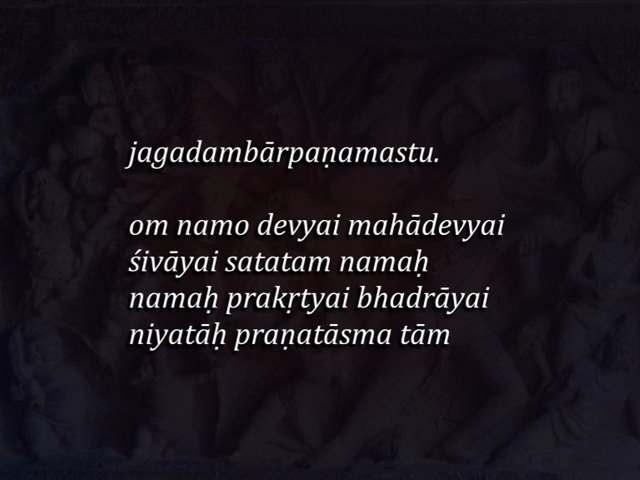 jagadambārpaṇamastu.
om namo devyai mahādevyai
śivāyai satatam namaḥ
namaḥ prakṛtyai bhadrāyai
niyatāḥ praṇatāsma tām